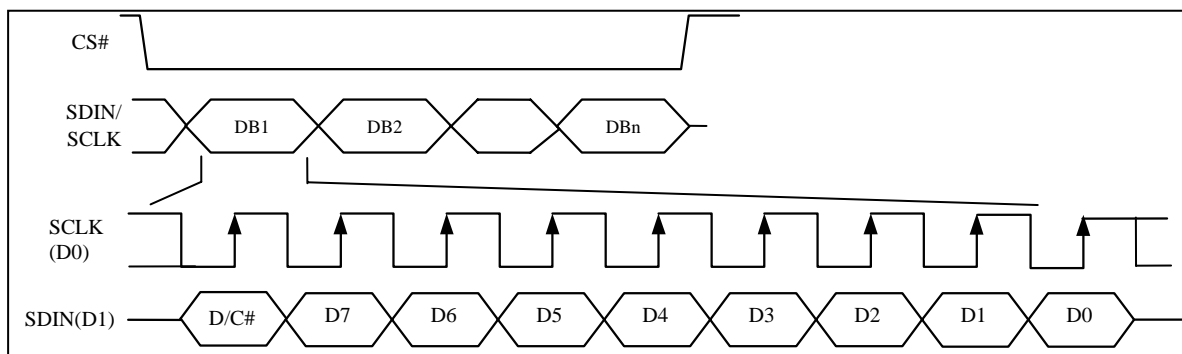 CS#
SDIN/
SCLK
DB1 DB2 DBn
SCLK
(D0)
SDIN(D1) D/C# D7 D6 D5 D4 D3 D2 D1 D0